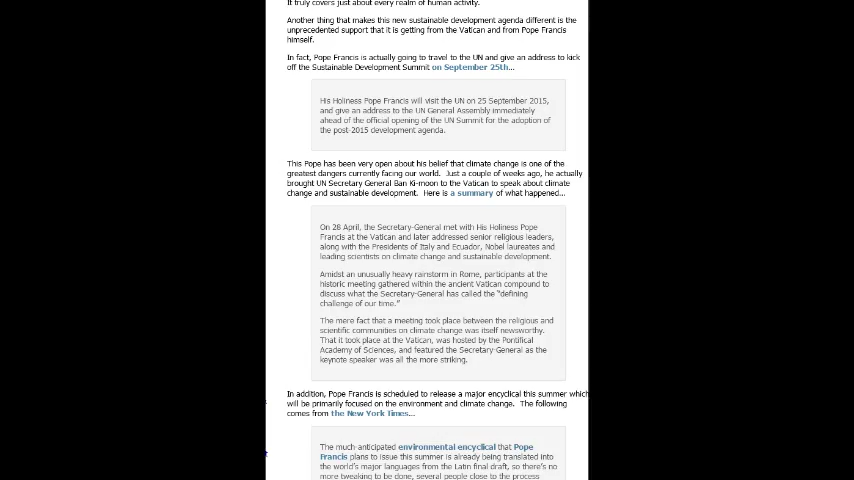 It truly covers just about every realm of human activity.
Another thing that makes this new sustainable development agenda different is the
unprecedented support that it is getting from the Vatican and from Pope Francis
himself.
In fact, Pope Francis is actually going to travel to the UN and give an address to kick
off the Sustainable Development Summit on September 25th...
His Holiness Pope Francis will visit the UN on 25 September 2015,
and give an address to the UN General Assembly immediately
ahead of the official opening of the UN Summit for the adoption of
the post-2015 development agenda.
This Pope has been very open about his belief that climate change is one of the
greatest dangers currently facing our world.  Just a couple of weeks ago, he actually
brought UN Secretary General Ban Ki-moon to the Vatican to speak about climate
change and sustainable development.  Here is a summary of what happened...
On 28 April, the Secretary-General met with His Holiness Pope
Francis at the Vatican and later addressed senior religious leaders,
along with the Presidents of Italy and Ecuador, Nobel laureates and
leading scientists on climate change and sustainable development.
Amidst an unusually heavy rainstorm in Rome, participants at the
historic meeting gathered within the ancient Vatican compound to
discuss what the Secretary-General has called the “defining
challenge of our time.”
The mere fact that a meeting took place between the religious and
scientific communities on climate change was itself newsworthy.
That it took place at the Vatican, was hosted by the Pontifical
Academy of Sciences, and featured the Secretary-General as the
keynote speaker was all the more striking.
In addition, Pope Francis is scheduled to release a major encyclical this summer which
will be primarily focused on the environment and climate change.  The following
comes from the New York Times...
The much-anticipated environmental encyclical that Pope
Francis plans to issue this summer is already being translated into
the world’s major languages from the Latin final draft, so there’s no
more tweaking to be done, several people close to the process